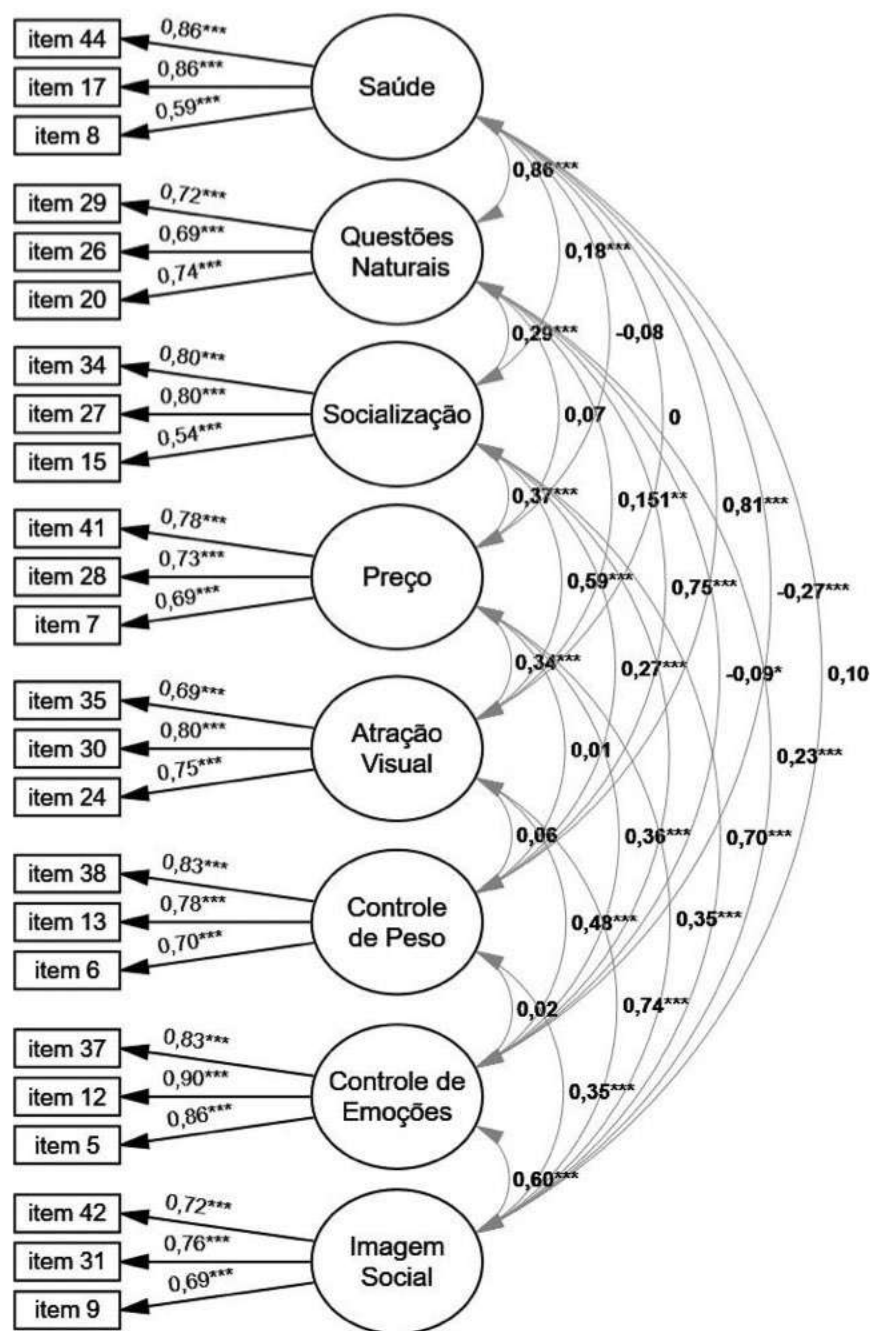 item 44
0,86***
item 17
0,86***
item 8
0,59***
Saúde
item 29
0,72***
item 26
0,69***
item 20
0,74***
Questões
Naturais
item 34
0,80***
item 27
0,80***
item 15
0,54***
Socialização
item 41
0,78***
item 28
0,73***
item 7
0,69***
Preço
item 35
0,69***
item 30
0,80***
item 24
0,75***
Atração
Visual
item 38
0,83***
item 13
0,78***
item 6
0,70***
Controle
de Peso
item 37
0,83***
item 12
0,90***
item 5
0,86***
Controle de
Emoções
item 42
0,72***
item 31
0,76***
item 9
0,69***
Imagem
Social
0,86***
0,18***
0,29***
-0,08
0,07
0
0,37***
0,151**
0,81***
0,59***
0,75***
-0,27***
0,34***
0,27***
-0,09*
0,10
0,01
0,23***
0,06
0,36***
0,70***
0,48***
0,35***
0,02
0,74***
0,35***
0,60***